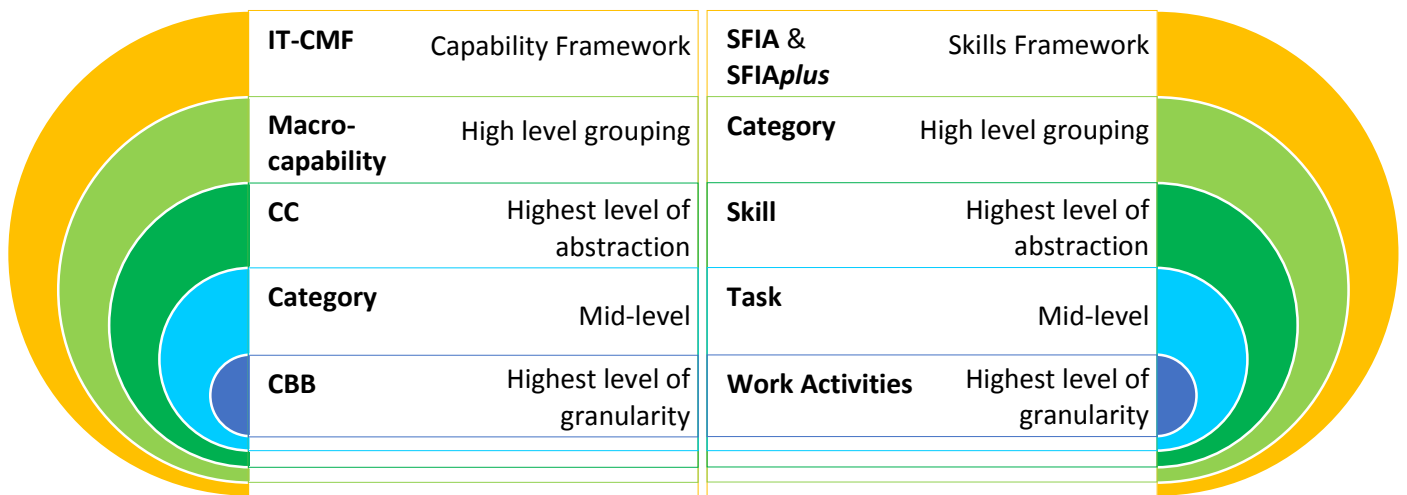 IT-CMF
Capability Framework
Macro-
capability
High level grouping
CC
Highest level of
abstraction
Category
Mid-level
CBB
Highest level of
granularity
SFIA &
SFIAplus
Skills Framework
Category
High level grouping
Skill
Highest level of
abstraction
Task
Mid-level
Work Activities
Highest level of
granularity